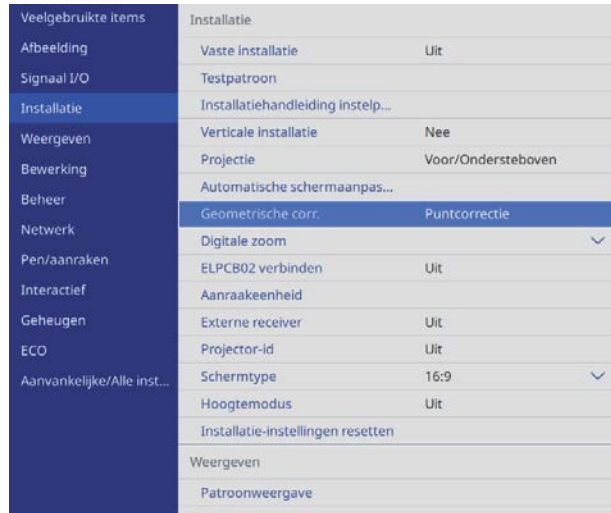 Veelgebruikte items
Afbeelding
Signaal I/O
Installatie
Weergeven
Bewerking
Beheer
Netwerk
Pen/aanraken
Interactief
Geheugen
ECO
Aanvankelijke/Alle inst...
Installatie
Vaste installatie Uit
Testpatroon
Installatiehandleiding instelp...
Verticale installatie Nee
Projectie Voor/Ondersteboven
Automatische schermaanpas...
Geometrische corr. Puntcorrectie
Digitale zoom
ELPCB02 verbinden Uit
Aanraakeenheid
Externe receiver Uit
Projector-id Uit
Schermtype 16:9
Hoogtemodus Uit
Installatie-instellingen resetten
Weergeven
Patroonweergave